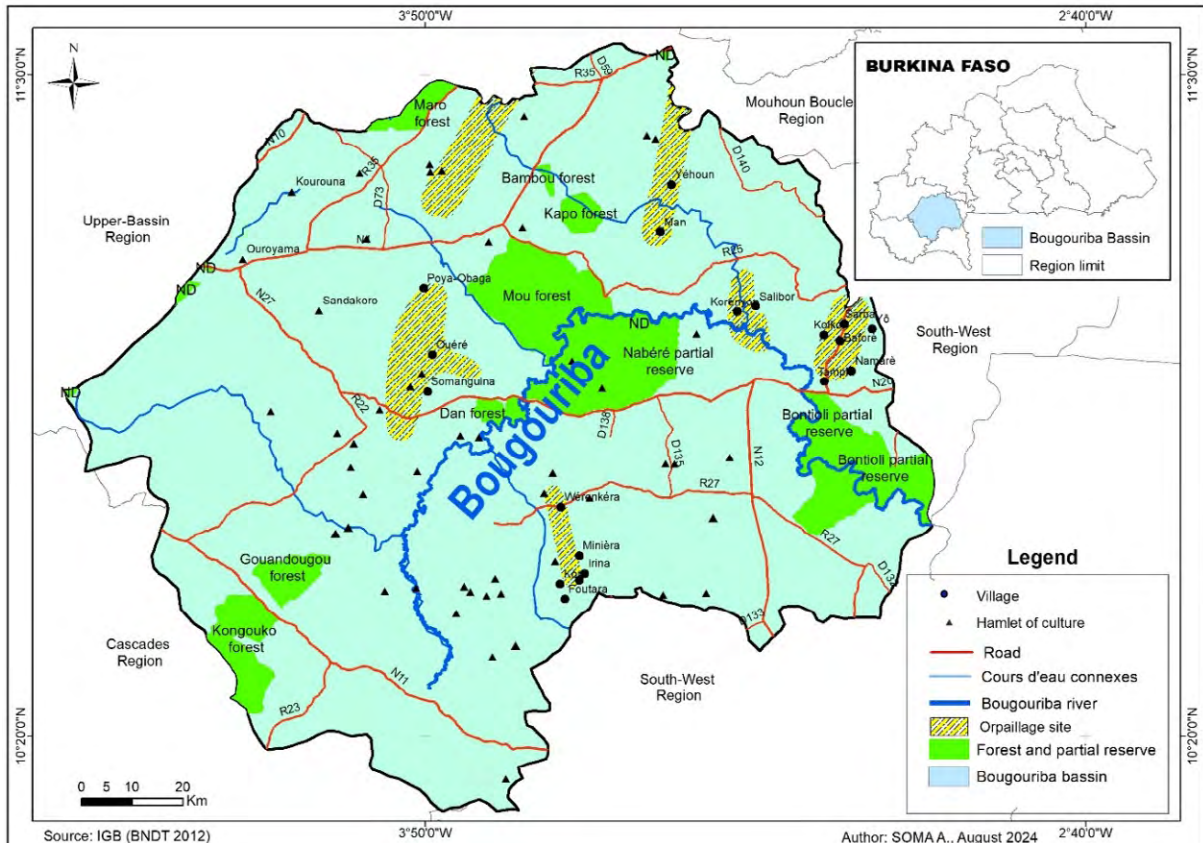 3°50'0"W
2°40'0"W
11°30'0"N
11°30'0"N
N
BURKINA FASO
Bougouriba Bassin
Region limit
Mouhoun Boucle
Region
ND
D59
R35
Maro
forest
N10
R35
D73
D140
Kourouna
Bambou forest
Kapo forest
Yéhoun
Man
Upper-Bassin
Region
Ouroyama
ND
ND
N27
R25
Poya-Obaga
Sandakoro
Mou forest
ND
Salibor
South-West
Region
Nabéré partial
reserve
Bafore
Namarè
N20
Ouéré
Somanguina
ND
R22
Dan forest
D138
D135
N12
Bontioli partial
reserve
Bontioli partial
reserve
Bougouriba
R27
R27
Wérenkéra
Minièra
Irina
Foutara
D132
D133
Gouandougou
forest
Kongouko
forest
Cascades
Region
N11
R23
South-West
Region
Legend
Village
Hamlet of culture
Road
Cours d'eau connexes
Bougouriba river
Orpaillage site
Forest and partial reserve
Bougouriba bassin
10°20'0"N
10°20'0"N
0 5 10 20
Km
Source: IGB (BNDT 2012)
3°50'0"W
Author: SOMA A., August 2024
2°40'0"W